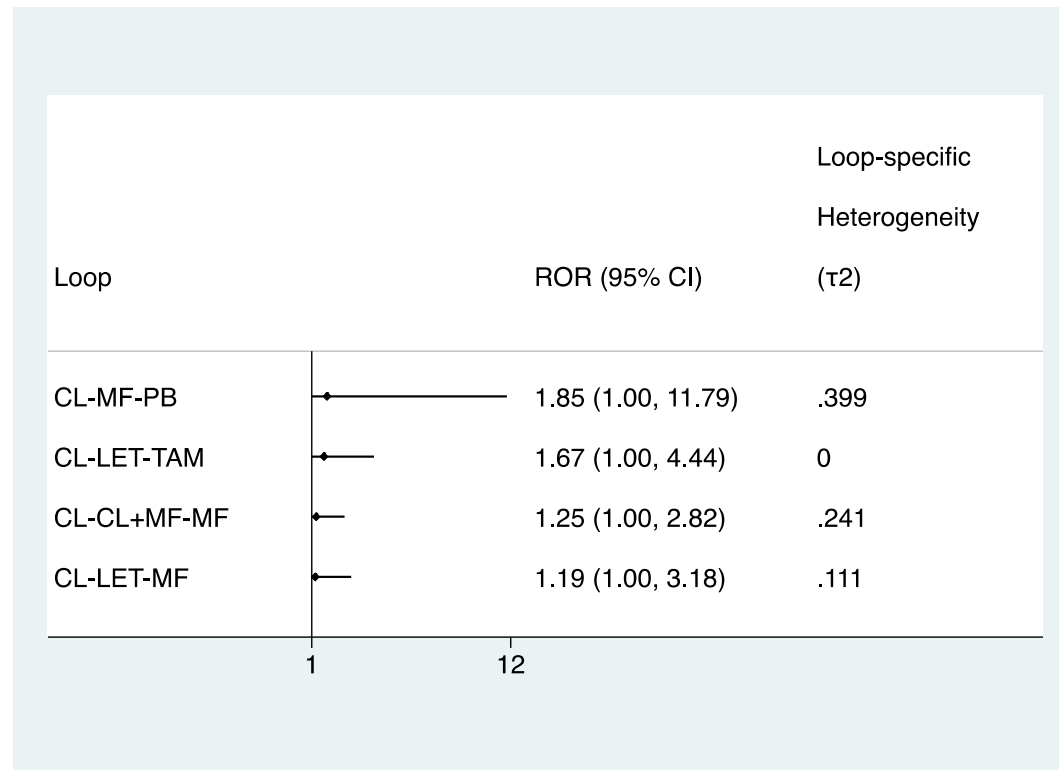 Loop-specific
Heterogeneity
Loop ROR (95% CI) (τ2)
CL-MF-PB 1.85 (1.00, 11.79) .399
CL-LET-TAM 1.67 (1.00, 4.44) 0
CL-CL+MF-MF 1.25 (1.00, 2.82) .241
CL-LET-MF 1.19 (1.00, 3.18) .111
1 12